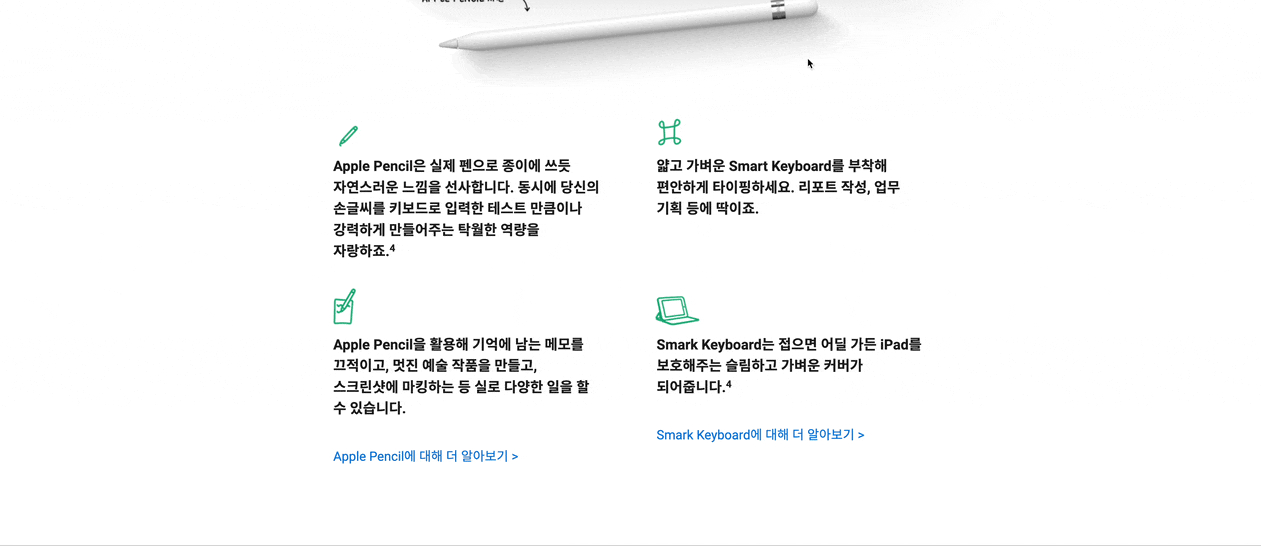 Apple Pencil은 실제 펜으로 종이에 쓰듯
자연스러운 느낌을 선사합니다. 동시에 당신의
손글씨를 키보드로 입력한 테스트 만큼이나
강력하게 만들어주는 탁월한 역량을
자랑하죠.⁴
얇고 가벼운 Smart Keyboard를 부착해
편안하게 타이핑하세요. 리포트 작성, 업무
기획 등에 딱이죠.
Apple Pencil을 활용해 기억에 남는 메모를
끄적이고, 멋진 예술 작품을 만들고,
스크린샷에 마킹하는 등 실로 다양한 일을 할
수 있습니다.
Apple Pencil에 대해 더 알아보기 >
Smark Keyboard는 접으면 어딜 가든 iPad를
보호해주는 슬림하고 가벼운 커버가
되어줍니다.⁴
Smark Keyboard에 대해 더 알아보기 >